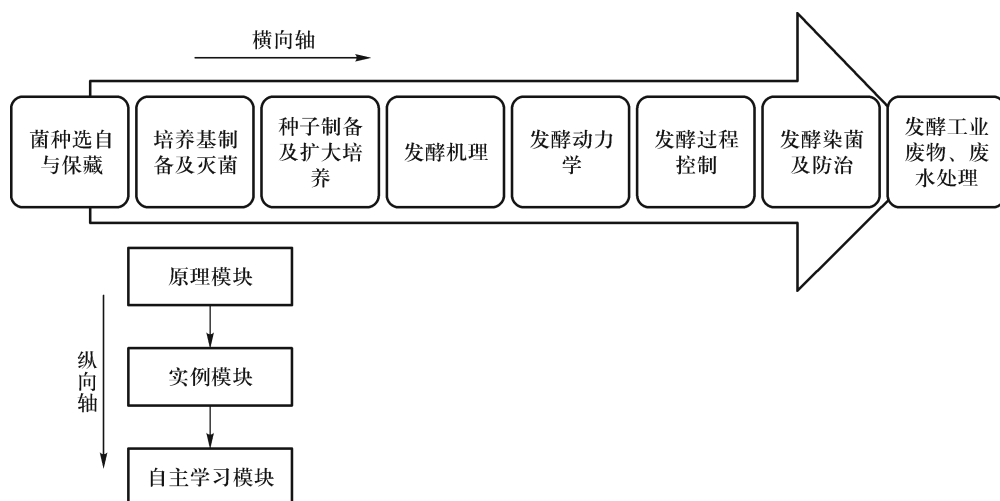 横向轴
菌种选自
与保藏
培养基制
备及灭菌
种子制备
及扩大培
养
发酵机理
发酵动力
学
发酵过程
控制
发酵染菌
及防治
发酵工业
废物、废
水处理
原理模块
纵向轴
实例模块
自主学习模块